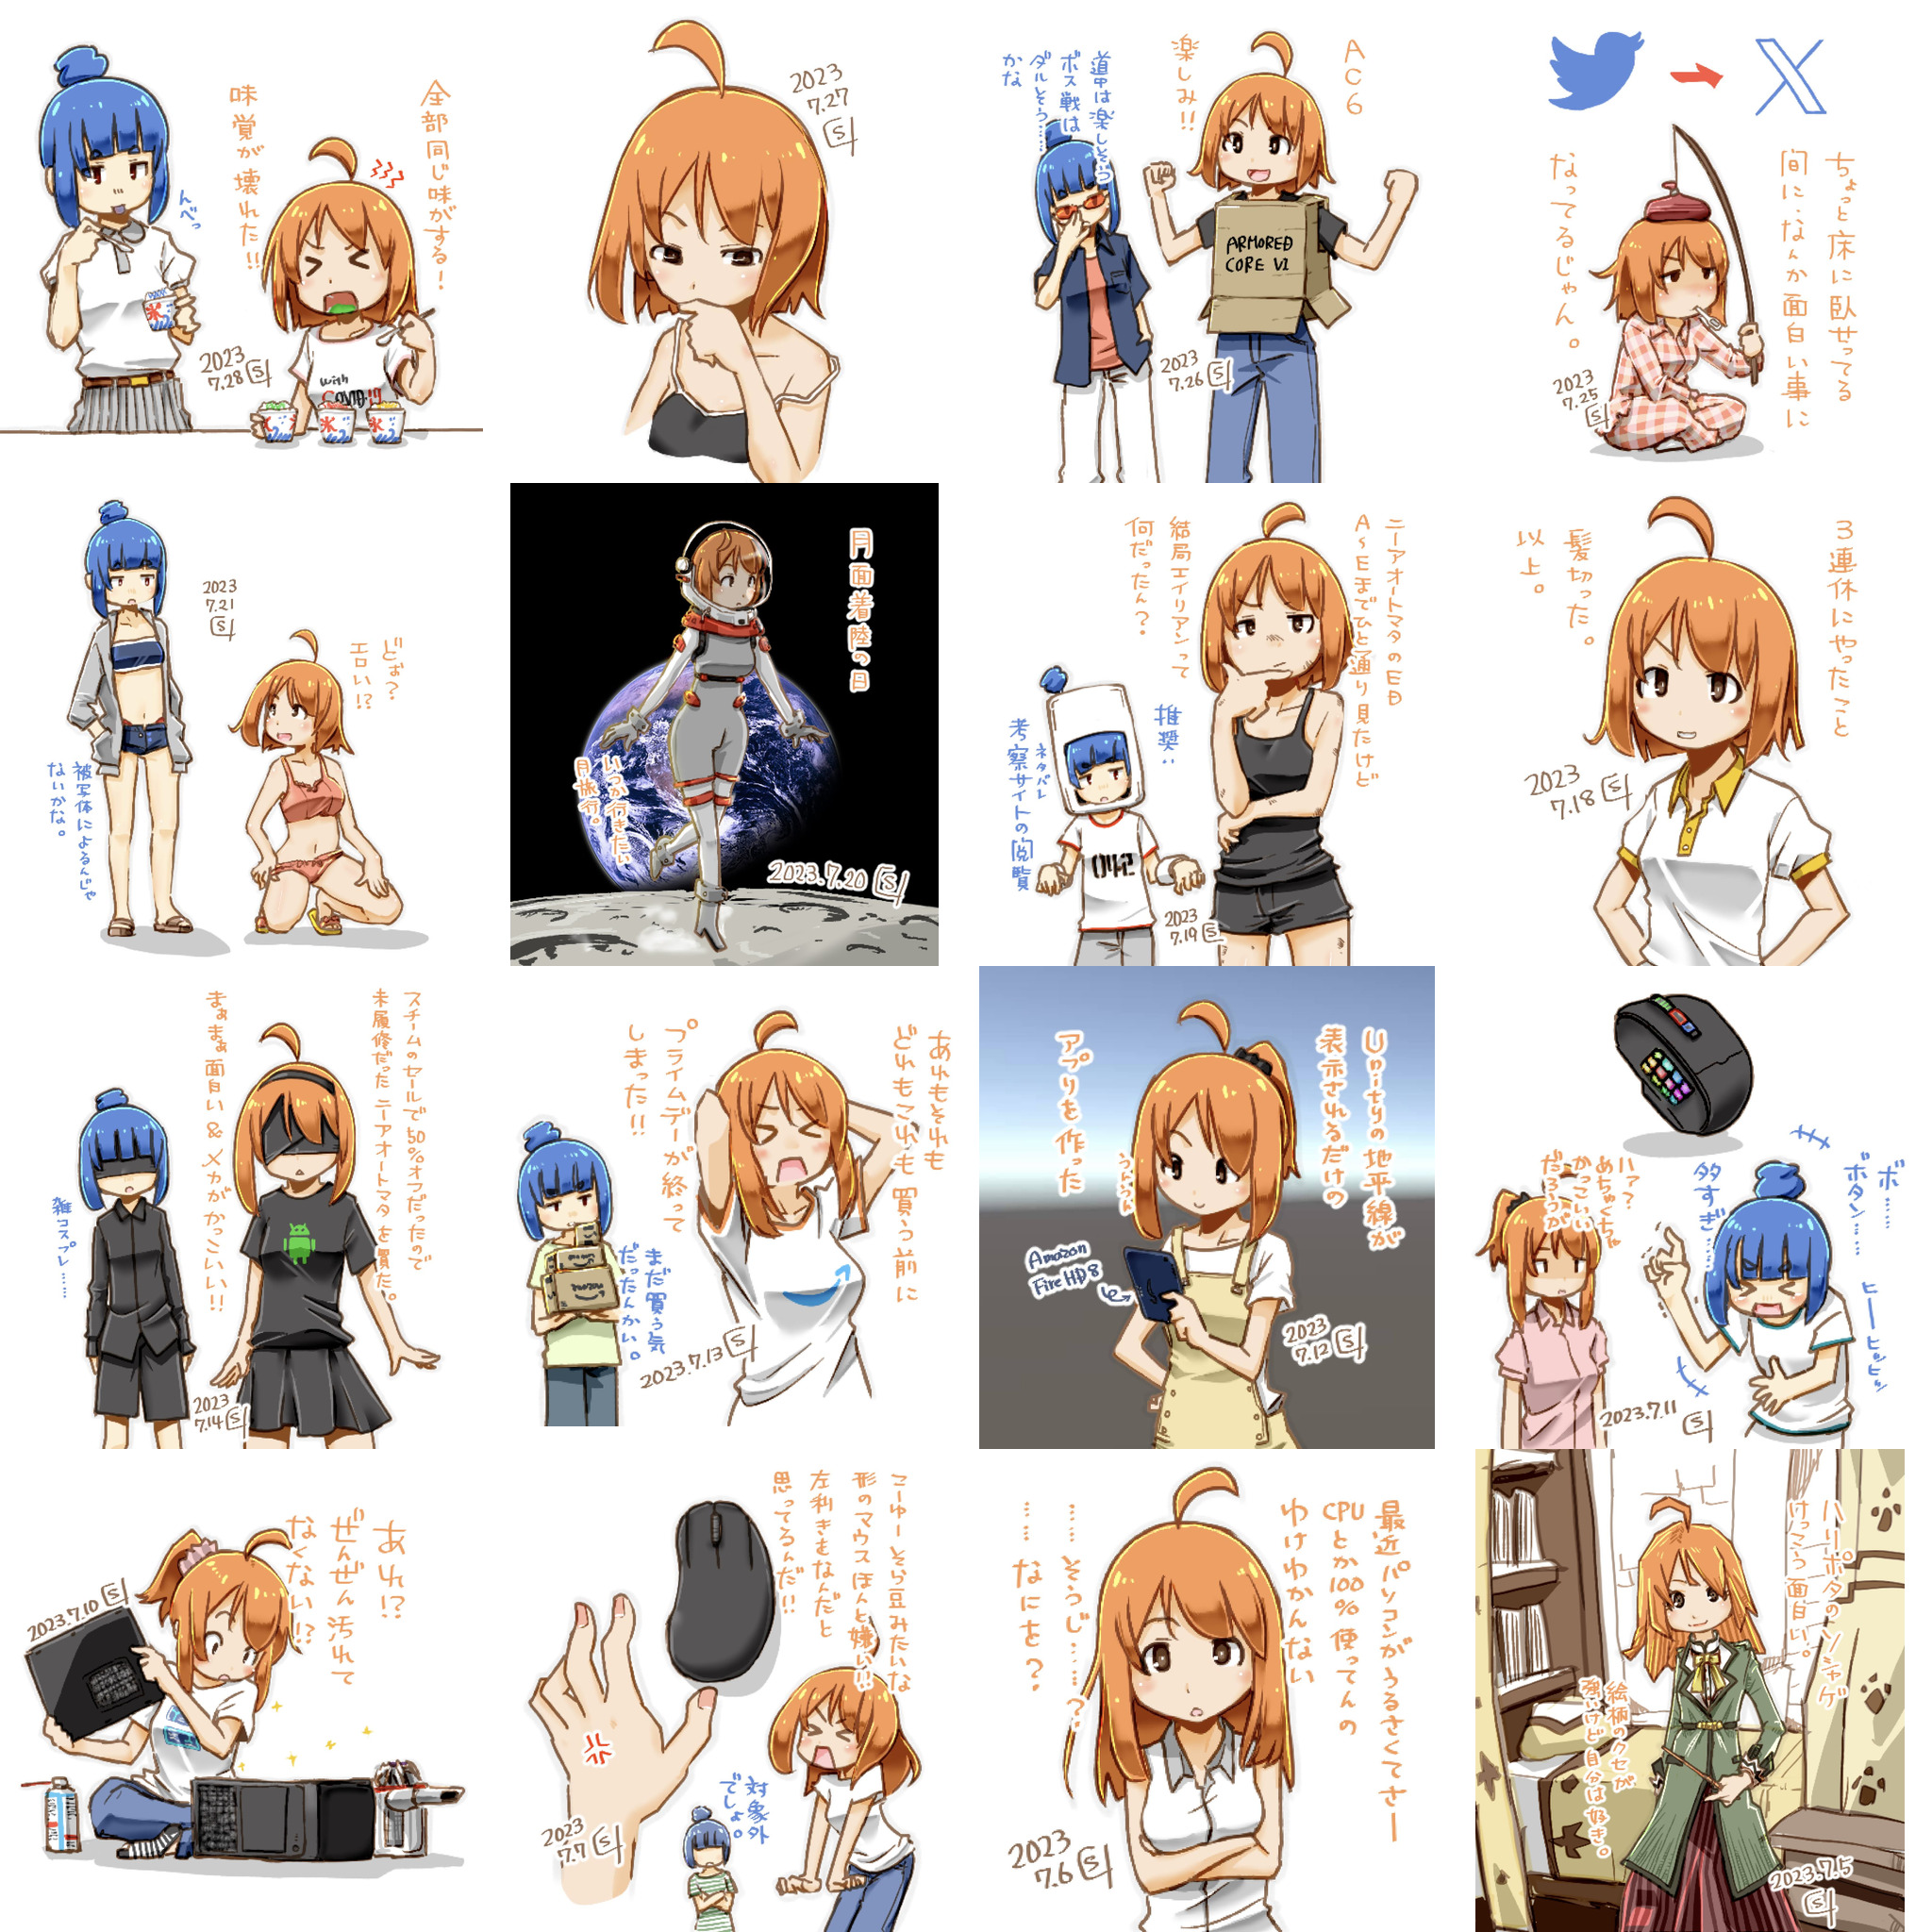 全部同じ味がする！
味覚が壊れた!!
んべっ
氷
2023
7.28
With
COVID-19
氷
氷
氷
2023
7.27
AC6
楽しみ!!
道中は楽しそう
ボス戦は
ダルそう……
かな
ARMORED
CORE VI
2023
7.26
X
ちょっと床に臥せってる
間になんか面白い事に
なってるじゃん。
2023
7.25
2023
7.21
どぉ？
エロい!?
被写体によるんじゃ
ないかな。
月面着陸の日
いつか行きたい
月旅行。
2023.7.20
ニーアオートマタのED
A~Eまでひと通り見たけど
結局エイリアンって
何だったん？
推奨：
ネタバレ
考察サイトの閲覧
2023
7.19
3連休にやったこと
髪切った。
以上。
2023
7.18
スチームのセールで50%オフだったので
未履修だったニーアオートマタを買た。
まぁまぁ面白い&メカがかっこいい!!
雑コスプレ……
2023
7.14
あれもそれも
どれもこれも買う前に
プライムデーが終って
しまった!!
まだ買う気
だったんかい。
2023.7.13
Unityの地平線が
表示されるだけの
アプリを作った
うんうん
Amazon
Fire HD8
2023
7.12
ボ……
ボタン……
多すぎ……
ヒーーヒッヒッ
ハァ？
めちゃくちゃ
かっこいい
だろうが
2023.7.11
あれ!?
ぜんぜん汚れて
なくない!?
2023.7.10
こーゆーそら豆みたいな
形のマウスほんと嫌い!!
左利きをなんだと
思ってるんだ!!
対象外
でしょ。
2023
7.7
最近パソコンがうるさくてさー
CPUとか100%使ってんの
わけわかんない
……そうじ……？
……なにを？
2023
7.6
ハリポタのソシャゲ
けっこう面白い。
絵柄のクセが
強いけど自分は好き。
2023.7.5